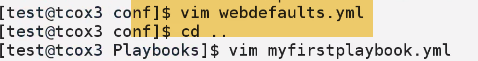 [test@tcox3 conf]$ vim webdefaults.yml
[test@tcox3 conf]$ cd ..
[test@tcox3 Playbooks]$ vim myfirstplaybook.yml